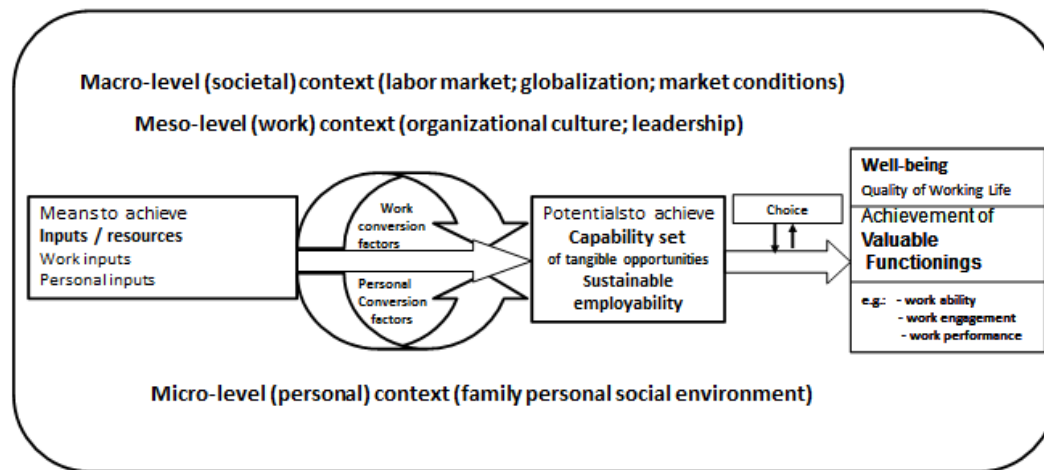 Macro-level (societal) context (labor market; globalization; market conditions)
Meso-level (work) context (organizational culture; leadership)
Means to achieve
Inputs / resources
Work inputs
Personal inputs
Work
conversion
factors
Personal
Conversion
factors
Potentialsto achieve
Capability set
of tangible opportunities
Sustainable
employability
Choice
Well-being
Quality of Working Life
Achievement of
Valuable
Functionings
e.g.: - work ability
- work engagement
- work performance
Micro-level (personal) context (family personal social environment)